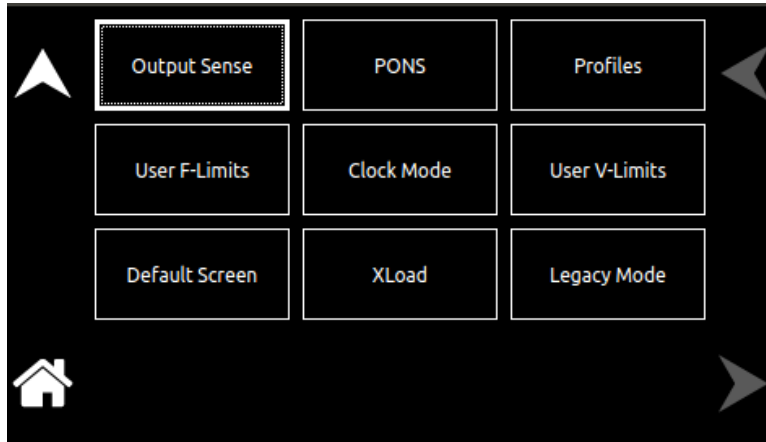 Output Sense
PONS
Profiles
User F-Limits
Clock Mode
User V-Limits
Default Screen
XLoad
Legacy Mode